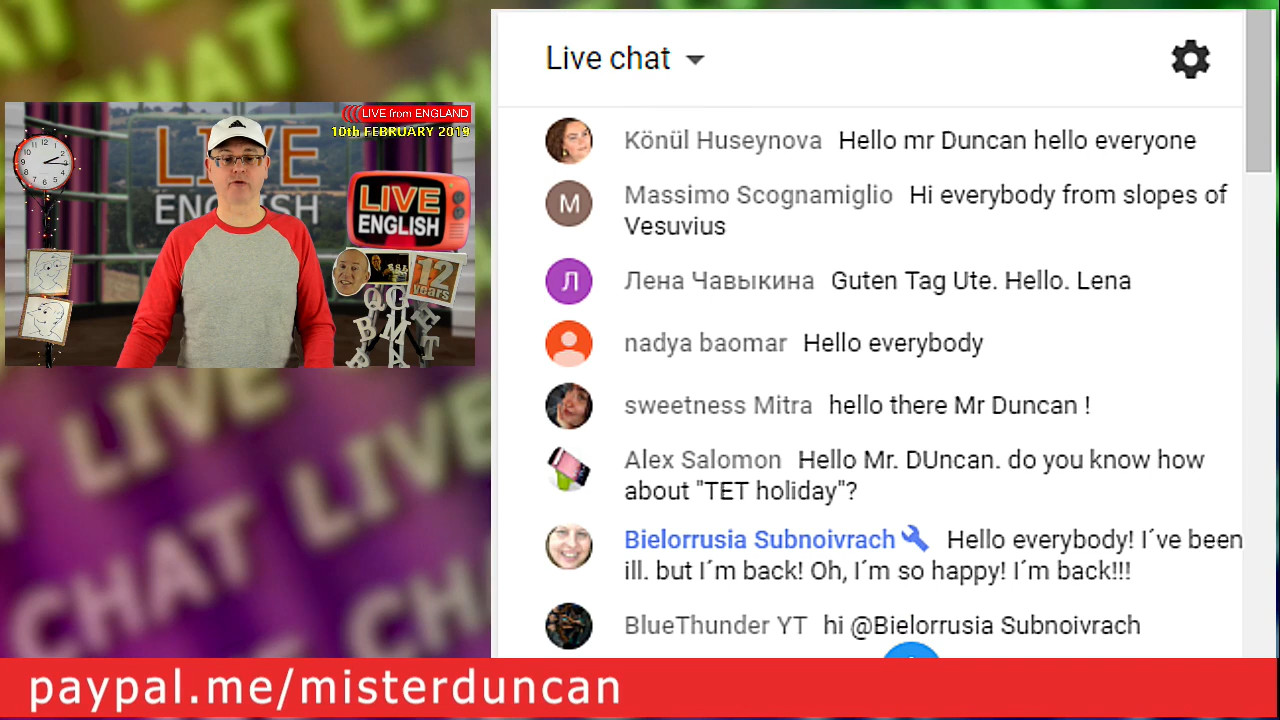 LIVE from ENGLAND
10th FEBRUARY 2019
LIVE
ENGLISH
LIVE
ENGLISH
12
years
Live chat
Könül Huseynova Hello mr Duncan hello everyone
M
Massimo Scognamiglio Hi everybody from slopes of
Vesuvius
Л
Лена Чавыкина Guten Tag Ute. Hello. Lena
nadya baomar Hello everybody
sweetness Mitra hello there Mr Duncan !
Alex Salomon Hello Mr. DUncan. do you know how
about "TET holiday"?
Bielorrusia Subnoivrach Hello everybody! I´ve been
ill. but I´m back! Oh, I´m so happy! I´m back!!!
BlueThunder YT hi @Bielorrusia Subnoivrach
LIVE
CHAT
LIVE
CHAT
paypal.me/misterduncan